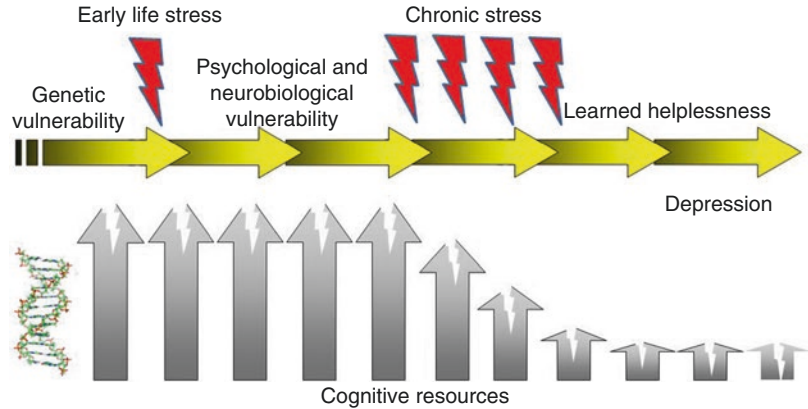 Early life stress
Chronic stress
Genetic
vulnerability
Psychological and
neurobiological
vulnerability
Learned helplessness
Depression
Cognitive resources